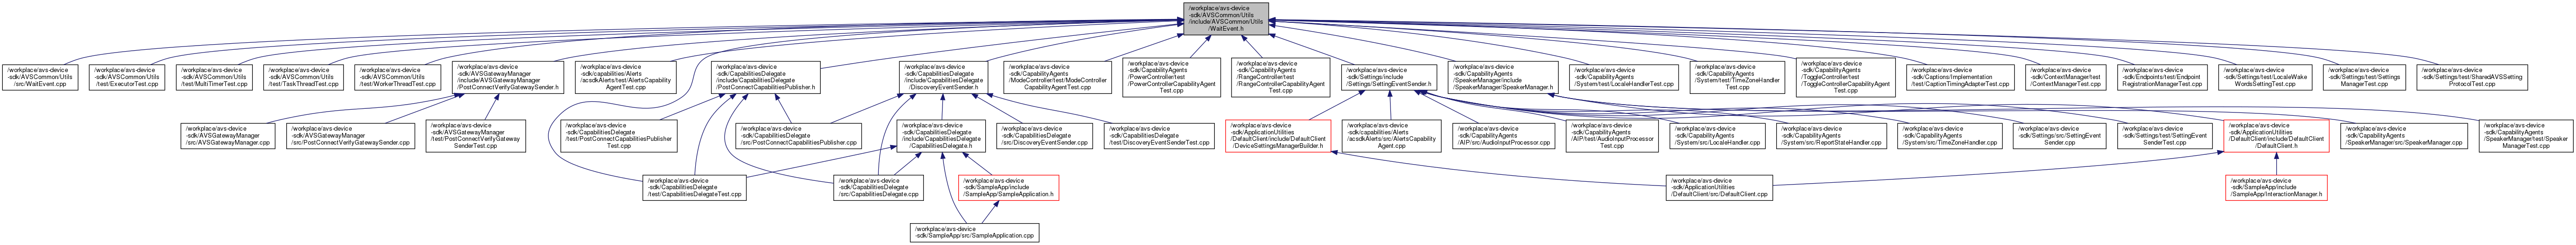 /workplace/avs-device
-sdk/AVSCommon/Utils
/include/AVSCommon/Utils
/WaitEvent.h
/workplace/avs-device
-sdk/AVSCommon/Utils
/src/WaitEvent.cpp
/workplace/avs-device
-sdk/AVSCommon/Utils
/test/ExecutorTest.cpp
/workplace/avs-device
-sdk/AVSCommon/Utils
/test/MultiTimerTest.cpp
/workplace/avs-device
-sdk/AVSCommon/Utils
/test/TaskThreadTest.cpp
/workplace/avs-device
-sdk/AVSCommon/Utils
/test/WorkerThreadTest.cpp
/workplace/avs-device
-sdk/AVSGatewayManager
/include/AVSGatewayManager
/PostConnectVerifyGatewaySender.h
/workplace/avs-device
-sdk/capabilities/Alerts
/acsdkAlerts/test/AlertsCapability
AgentTest.cpp
/workplace/avs-device
-sdk/CapabilitiesDelegate
/include/CapabilitiesDelegate
/PostConnectCapabilitiesPublisher.h
/workplace/avs-device
-sdk/CapabilitiesDelegate
/include/CapabilitiesDelegate
/DiscoveryEventSender.h
/workplace/avs-device
-sdk/CapabilityAgents
/ModeController/test/ModeController
CapabilityAgentTest.cpp
/workplace/avs-device
-sdk/CapabilityAgents
/PowerController/test
/PowerControllerCapabilityAgent
Test.cpp
/workplace/avs-device
-sdk/CapabilityAgents
/RangeController/test
/RangeControllerCapabilityAgent
Test.cpp
/workplace/avs-device
-sdk/Settings/include
/Settings/SettingEventSender.h
/workplace/avs-device
-sdk/CapabilityAgents
/SpeakerManager/include
/SpeakerManager/SpeakerManager.h
/workplace/avs-device
-sdk/CapabilityAgents
/System/test/LocaleHandlerTest.cpp
/workplace/avs-device
-sdk/CapabilityAgents
/System/test/TimeZoneHandler
Test.cpp
/workplace/avs-device
-sdk/CapabilityAgents
/ToggleController/test
/ToggleControllerCapabilityAgent
Test.cpp
/workplace/avs-device
-sdk/Captions/Implementation
/test/CaptionTimingAdapterTest.cpp
/workplace/avs-device
-sdk/ContextManager/test
/ContextManagerTest.cpp
/workplace/avs-device
-sdk/Endpoints/test/Endpoint
RegistrationManagerTest.cpp
/workplace/avs-device
-sdk/Settings/test/LocaleWake
WordsSettingTest.cpp
/workplace/avs-device
-sdk/Settings/test/Settings
ManagerTest.cpp
/workplace/avs-device
-sdk/Settings/test/SharedAVSSetting
ProtocolTest.cpp
/workplace/avs-device
-sdk/AVSGatewayManager
/src/AVSGatewayManager.cpp
/workplace/avs-device
-sdk/AVSGatewayManager
/src/PostConnectVerifyGatewaySender.cpp
/workplace/avs-device
-sdk/AVSGatewayManager
/test/PostConnectVerifyGateway
SenderTest.cpp
/workplace/avs-device
-sdk/CapabilitiesDelegate
/test/PostConnectCapabilitiesPublisher
Test.cpp
/workplace/avs-device
-sdk/CapabilitiesDelegate
/src/PostConnectCapabilitiesPublisher.cpp
/workplace/avs-device
-sdk/CapabilitiesDelegate
/include/CapabilitiesDelegate
/CapabilitiesDelegate.h
/workplace/avs-device
-sdk/CapabilitiesDelegate
/src/DiscoveryEventSender.cpp
/workplace/avs-device
-sdk/CapabilitiesDelegate
/test/DiscoveryEventSenderTest.cpp
/workplace/avs-device
-sdk/ApplicationUtilities
/DefaultClient/include/DefaultClient
/DeviceSettingsManagerBuilder.h
/workplace/avs-device
-sdk/capabilities/Alerts
/acsdkAlerts/src/AlertsCapability
Agent.cpp
/workplace/avs-device
-sdk/CapabilityAgents
/AIP/src/AudioInputProcessor.cpp
/workplace/avs-device
-sdk/CapabilityAgents
/AIP/test/AudioInputProcessor
Test.cpp
/workplace/avs-device
-sdk/CapabilityAgents
/System/src/LocaleHandler.cpp
/workplace/avs-device
-sdk/CapabilityAgents
/System/src/ReportStateHandler.cpp
/workplace/avs-device
-sdk/CapabilityAgents
/System/src/TimeZoneHandler.cpp
/workplace/avs-device
-sdk/Settings/src/SettingEvent
Sender.cpp
/workplace/avs-device
-sdk/Settings/test/SettingEvent
SenderTest.cpp
/workplace/avs-device
-sdk/ApplicationUtilities
/DefaultClient/include/DefaultClient
/DefaultClient.h
/workplace/avs-device
-sdk/CapabilityAgents
/SpeakerManager/src/SpeakerManager.cpp
/workplace/avs-device
-sdk/CapabilityAgents
/SpeakerManager/test/Speaker
ManagerTest.cpp
/workplace/avs-device
-sdk/CapabilitiesDelegate
/test/CapabilitiesDelegateTest.cpp
/workplace/avs-device
-sdk/CapabilitiesDelegate
/src/CapabilitiesDelegate.cpp
/workplace/avs-device
-sdk/SampleApp/include
/SampleApp/SampleApplication.h
/workplace/avs-device
-sdk/ApplicationUtilities
/DefaultClient/src/DefaultClient.cpp
/workplace/avs-device
-sdk/SampleApp/include
/SampleApp/InteractionManager.h
/workplace/avs-device
-sdk/SampleApp/src/SampleApplication.cpp